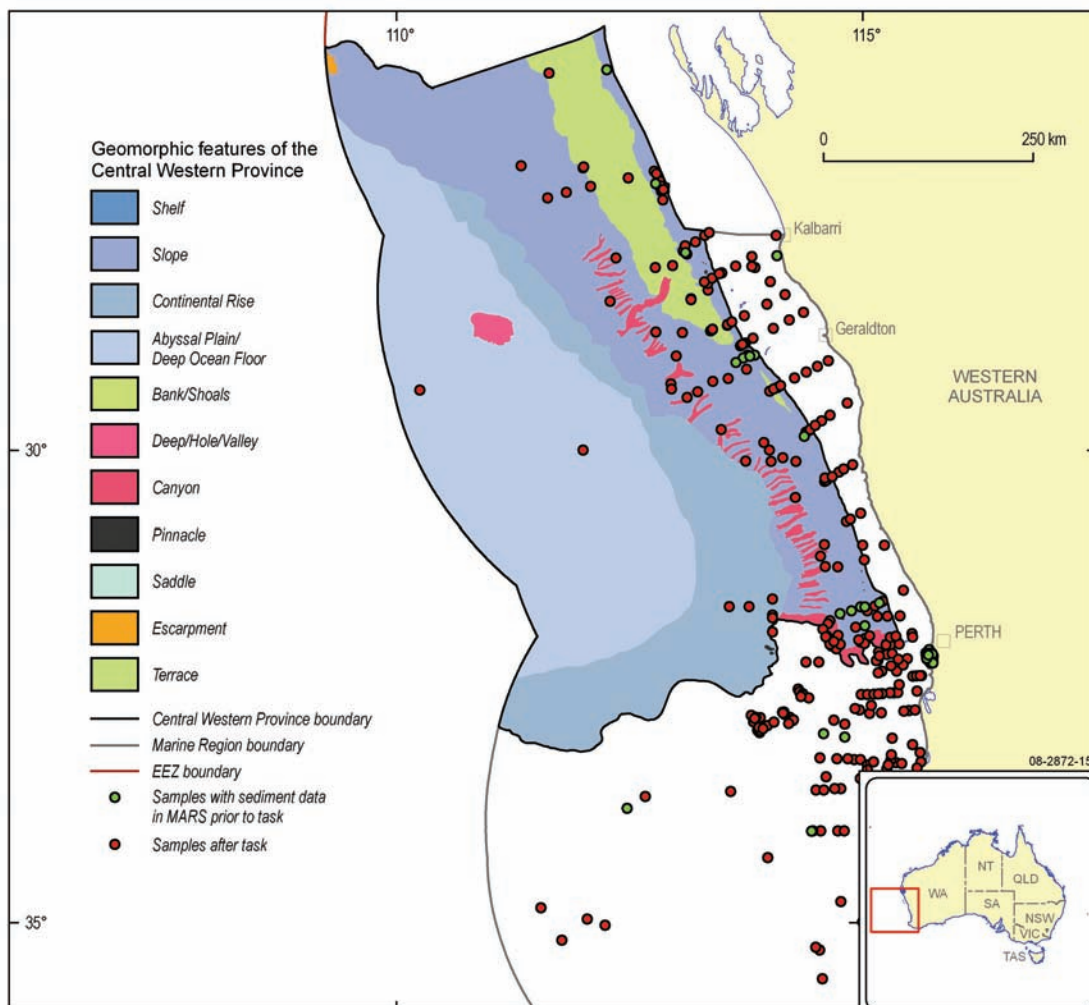 110°
115°
0
250 km
Kalbarri
Geraldton
WESTERN
AUSTRALIA
30°
PERTH
35°
Geomorphic features of the
Central Western Province
Shelf
Slope
Continental Rise
Abyssal Plain/
Deep Ocean Floor
Bank/Shoals
Deep/Hole/Valley
Canyon
Pinnacle
Saddle
Escarpment
Terrace
Central Western Province boundary
Marine Region boundary
EEZ boundary
Samples with sediment data
in MARS prior to task
Samples after task
08-2872-15
WA
NT
QLD
SA
NSW
VIC
TAS